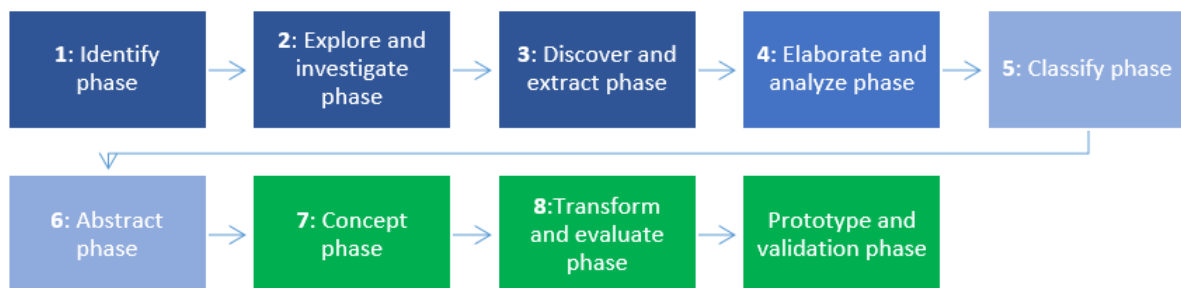 1: Identify
phase
2: Explore and
investigate
phase
3: Discover and
extract phase
4: Elaborate and
analyze phase
5: Classify phase
6: Abstract
phase
7: Concept
phase
8:Transform
and evaluate
phase
Prototype and
validation phase